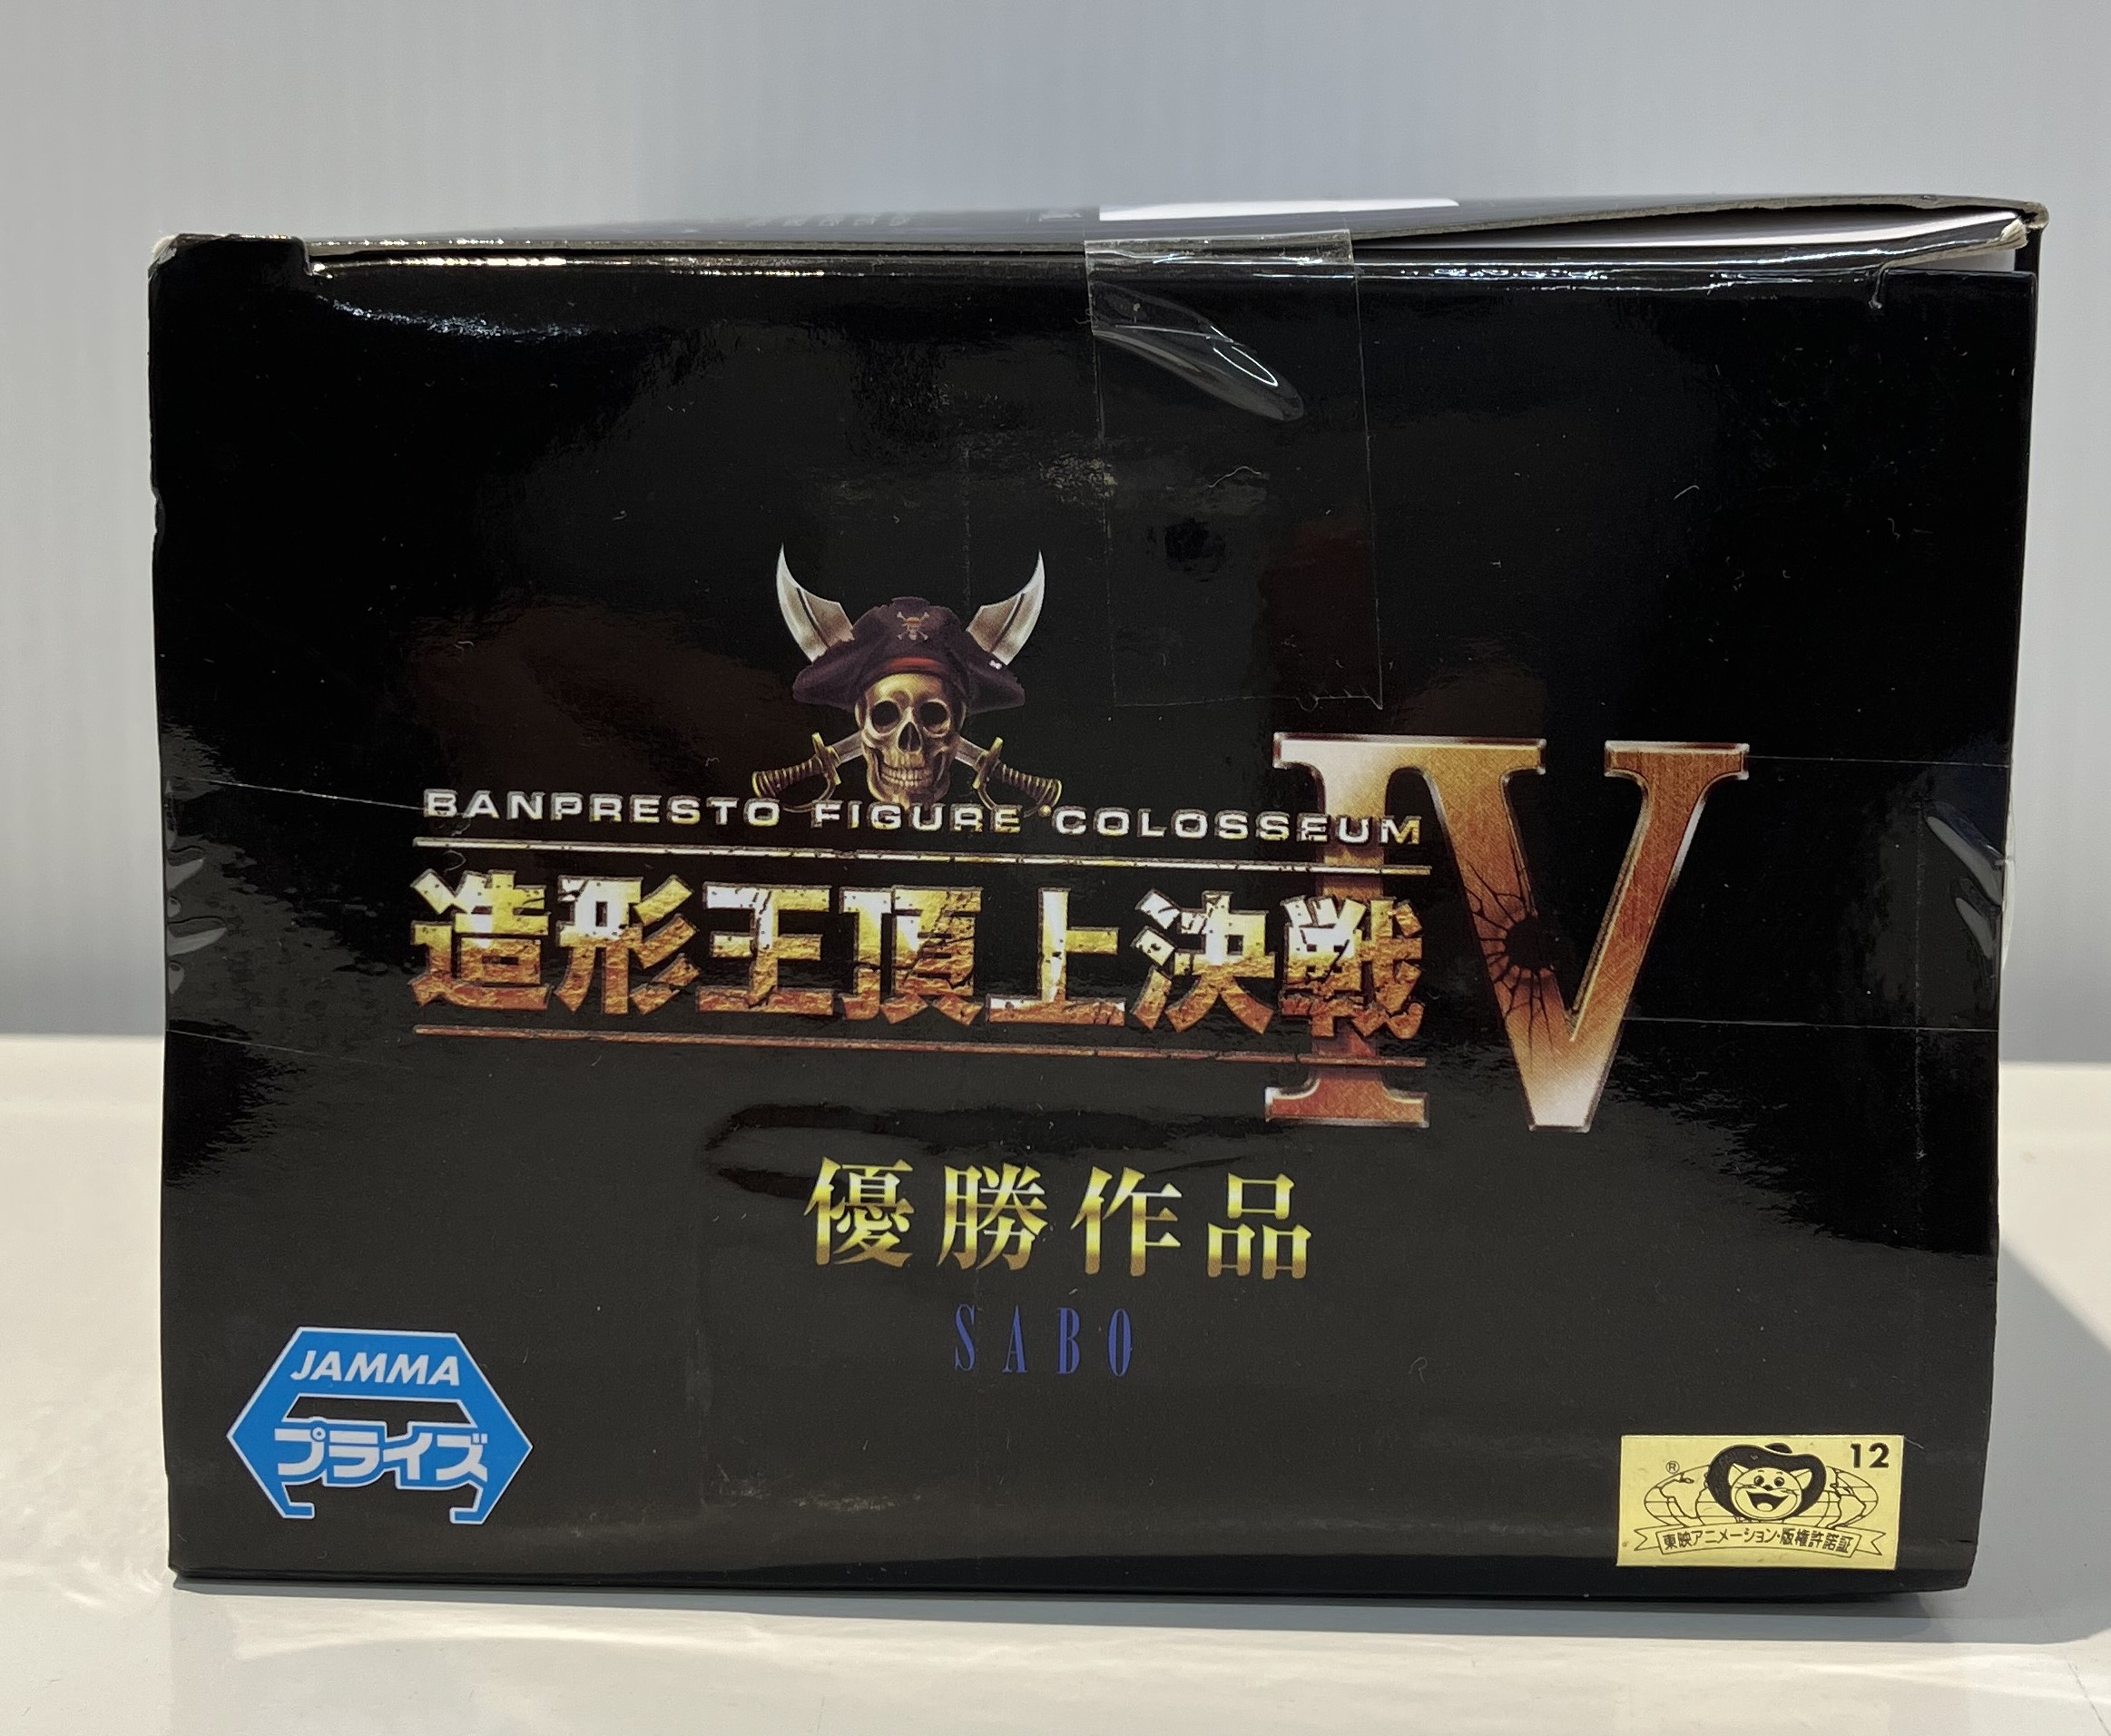 BANPRESTO FIGURE COLOSSEUM
造形王頂上決戦 IV
優勝作品
SABO
JAMMA
プライズ
® 12
東映アニメーション・版権許諾証